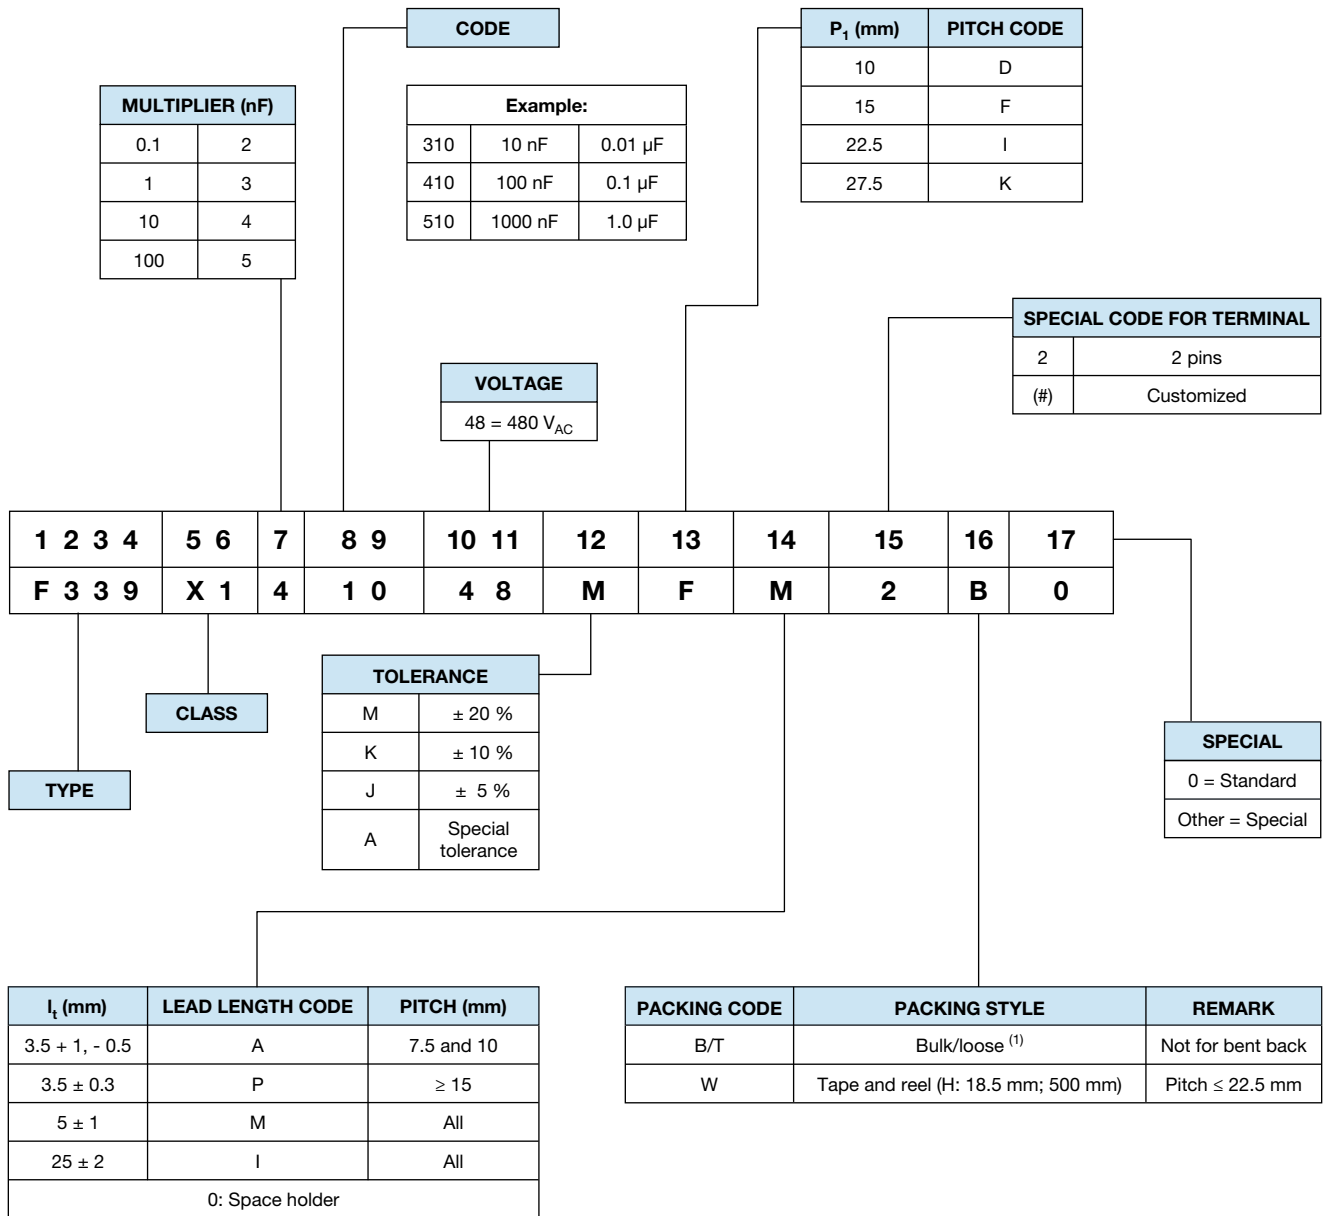 CODE
P1 (mm) PITCH CODE
10 D
15 F
22.5 I
27.5 K
MULTIPLIER (nF)
0.1 2
1 3
10 4
100 5
Example:
310 10 nF 0.01 µF
410 100 nF 0.1 µF
510 1000 nF 1.0 µF
SPECIAL CODE FOR TERMINAL
2 2 pins
(#) Customized
VOLTAGE
48 = 480 VAC
1 2 3 4 5 6 7 8 9 10 11 12 13 14 15 16 17
F 3 3 9 X 1 4 1 0 4 8 M F M 2 B 0
TOLERANCE
M ± 20 %
K ± 10 %
J ± 5 %
A Special
tolerance
CLASS
TYPE
SPECIAL
0 = Standard
Other = Special
lt (mm) LEAD LENGTH CODE PITCH (mm)
3.5 + 1, - 0.5 A 7.5 and 10
3.5 ± 0.3 P ≥ 15
5 ± 1 M All
25 ± 2 I All
0: Space holder
PACKING CODE PACKING STYLE REMARK
B/T Bulk/loose (1) Not for bent back
W Tape and reel (H: 18.5 mm; 500 mm) Pitch ≤ 22.5 mm